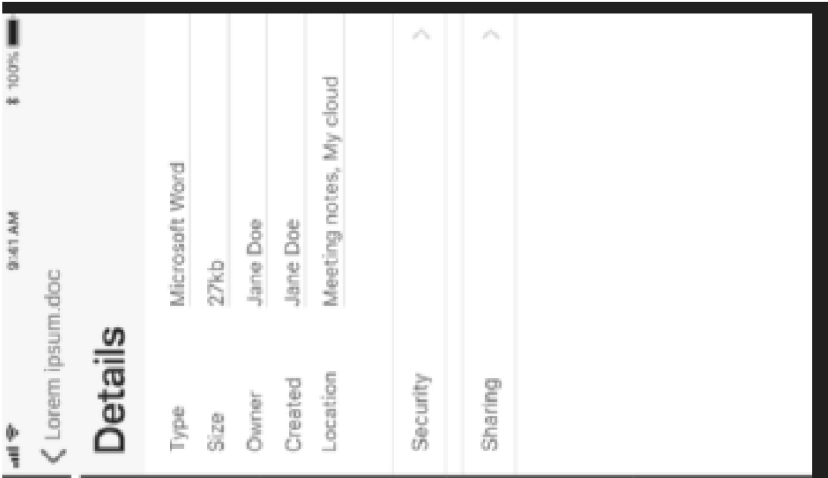 9:41 AM 100%
Lorem ipsum.doc
Details
Type Microsoft Word
Size 27kb
Owner Jane Doe
Created Jane Doe
Location Meeting notes, My cloud
Security
Sharing